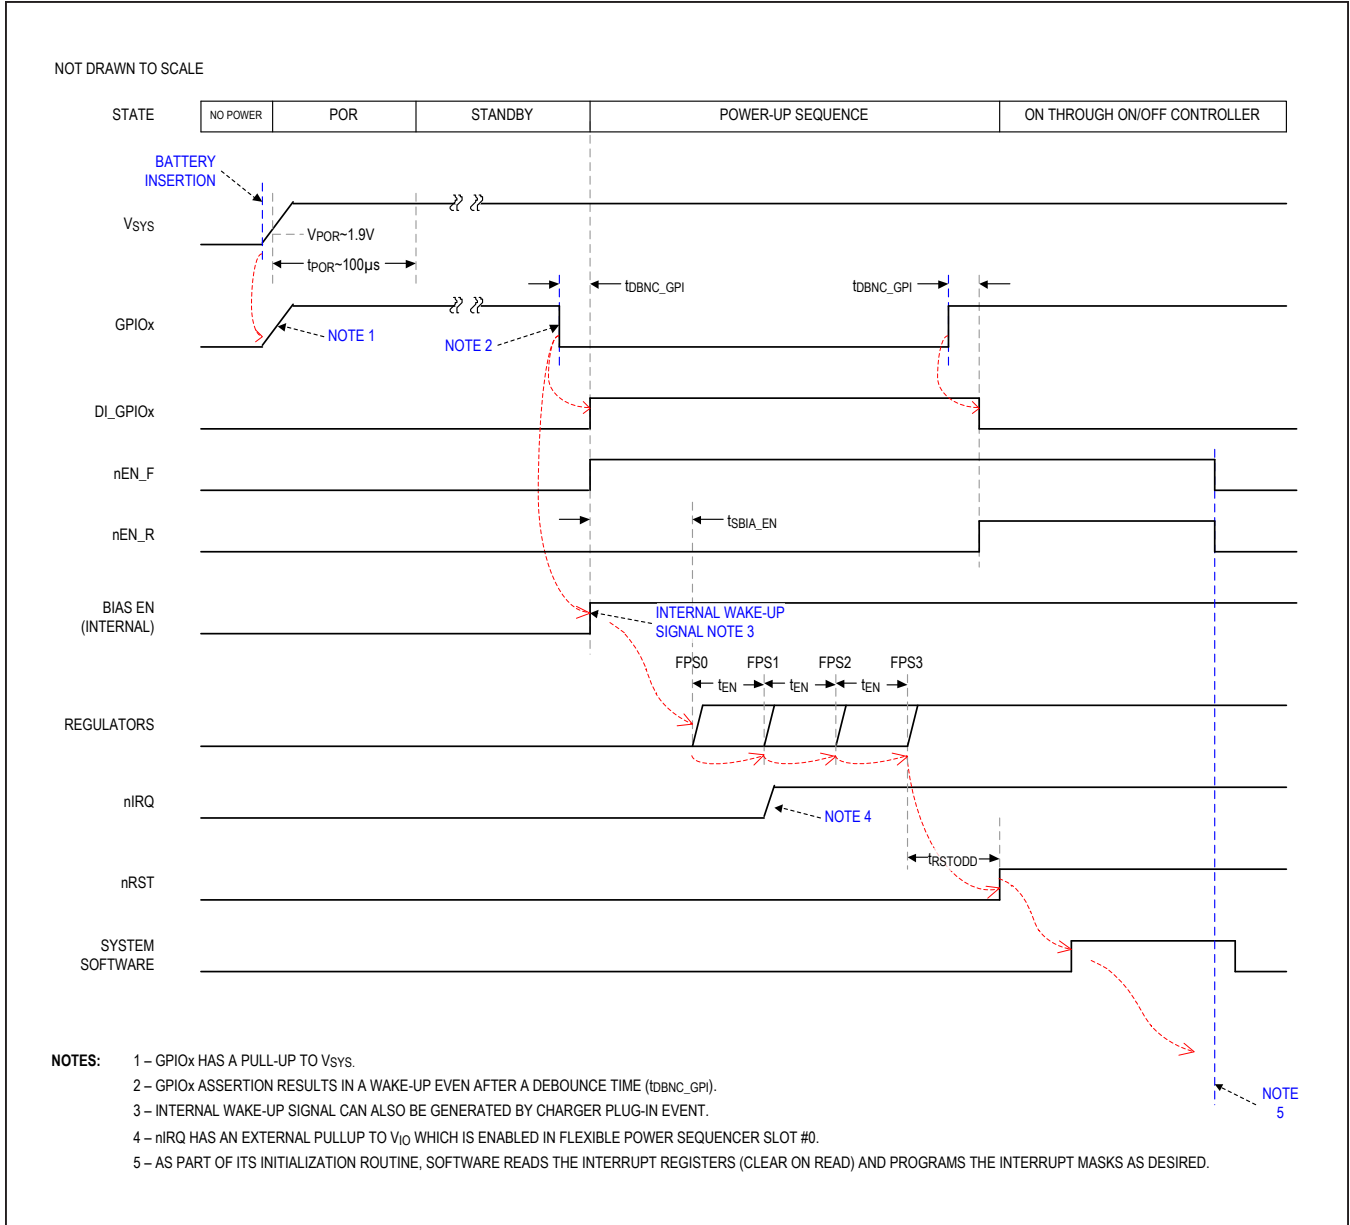 NOT DRAWN TO SCALE
STATE NO POWER POR STANDBY POWER-UP SEQUENCE ON THROUGH ON/OFF CONTROLLER
BATTERY
INSERTION
VSYS
VPOR~1.9V
tPOR~100µs
tDBNC_GPI tDBNC_GPI
GPIOx
NOTE 1
NOTE 2
DI_GPIOx
nEN_F
tSBIA_EN
nEN_R
BIAS EN
(INTERNAL)
INTERNAL WAKE-UP
SIGNAL NOTE 3
FPS0 FPS1 FPS2 FPS3
tEN tEN tEN
REGULATORS
nIRQ
NOTE 4
tRSTODD
nRST
SYSTEM
SOFTWARE
NOTE
5
NOTES: 1 – GPIOx HAS A PULL-UP TO VSYS.
2 – GPIOx ASSERTION RESULTS IN A WAKE-UP EVEN AFTER A DEBOUNCE TIME (tDBNC_GPI).
3 – INTERNAL WAKE-UP SIGNAL CAN ALSO BE GENERATED BY CHARGER PLUG-IN EVENT.
4 – nIRQ HAS AN EXTERNAL PULLUP TO VIO WHICH IS ENABLED IN FLEXIBLE POWER SEQUENCER SLOT #0.
5 – AS PART OF ITS INITIALIZATION ROUTINE, SOFTWARE READS THE INTERRUPT REGISTERS (CLEAR ON READ) AND PROGRAMS THE INTERRUPT MASKS AS DESIRED.